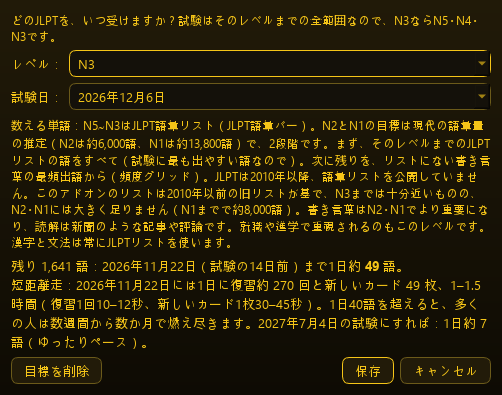 どのJLPTを、いつ受けますか？試験はそのレベルまでの全範囲なので、N3ならN5・N4・
N3です。
レベル： N3
試験日： 2026年12月6日
数える単語：N5~N3はJLPT語彙リスト（JLPT語彙バー）。N2とN1の目標は現代の語彙量
の推定（N2は約6,000語、N1は約13,800語）で、2段階です。まず、そのレベルまでのJLPT
リストの語をすべて（試験に最も出やすい語なので）。次に残りを、リストにない書き言
葉の最頻出語から（頻度グリッド）。JLPTは2010年以降、語彙リストを公開していませ
ん。このアドオンのリストは2010年以前の旧リストが基で、N3までは十分近いものの、
N2・N1には大きく足りません（N1までで約8,000語）。書き言葉はN2・N1でより重要にな
り、読解は新聞のような記事や評論です。就職や進学で重視されるのもこのレベルです。
漢字と文法は常にJLPTリストを使います。
残り 1,641 語：2026年11月22日（試験の14日前）まで1日約 49 語。
短距離走：2026年11月22日には1日に復習約 270 回と新しいカード 49 枚、1–1.5
時間（復習1回10–12秒、新しいカード1枚30–45秒）。1日40語を超えると、多く
の人は数週間から数か月で燃え尽きます。2027年7月4日の試験にすれば：1日約 7
語（ゆったりペース）。
目標を削除 保存 キャンセル